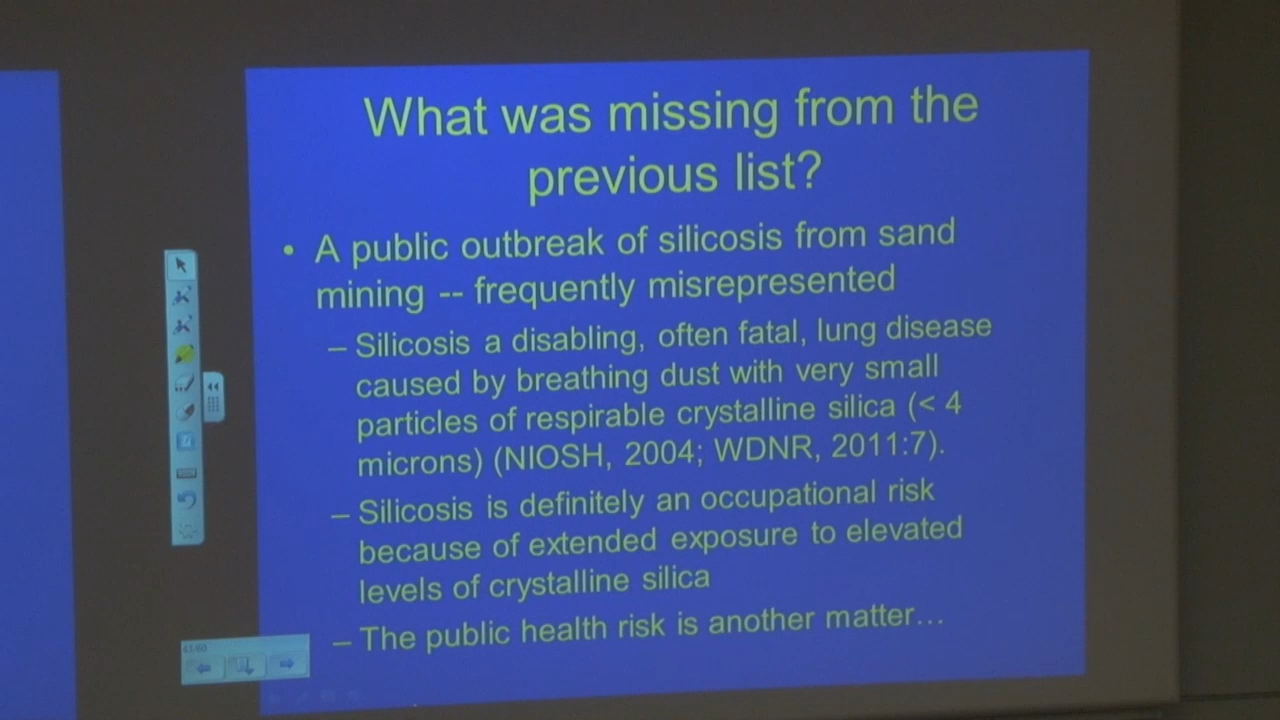 What was missing from the
previous list?
• A public outbreak of silicosis from sand
mining -- frequently misrepresented
– Silicosis a disabling, often fatal, lung disease
caused by breathing dust with very small
particles of respirable crystalline silica (< 4
microns) (NIOSH, 2004; WDNR, 2011:7).
– Silicosis is definitely an occupational risk
because of extended exposure to elevated
levels of crystalline silica
– The public health risk is another matter…